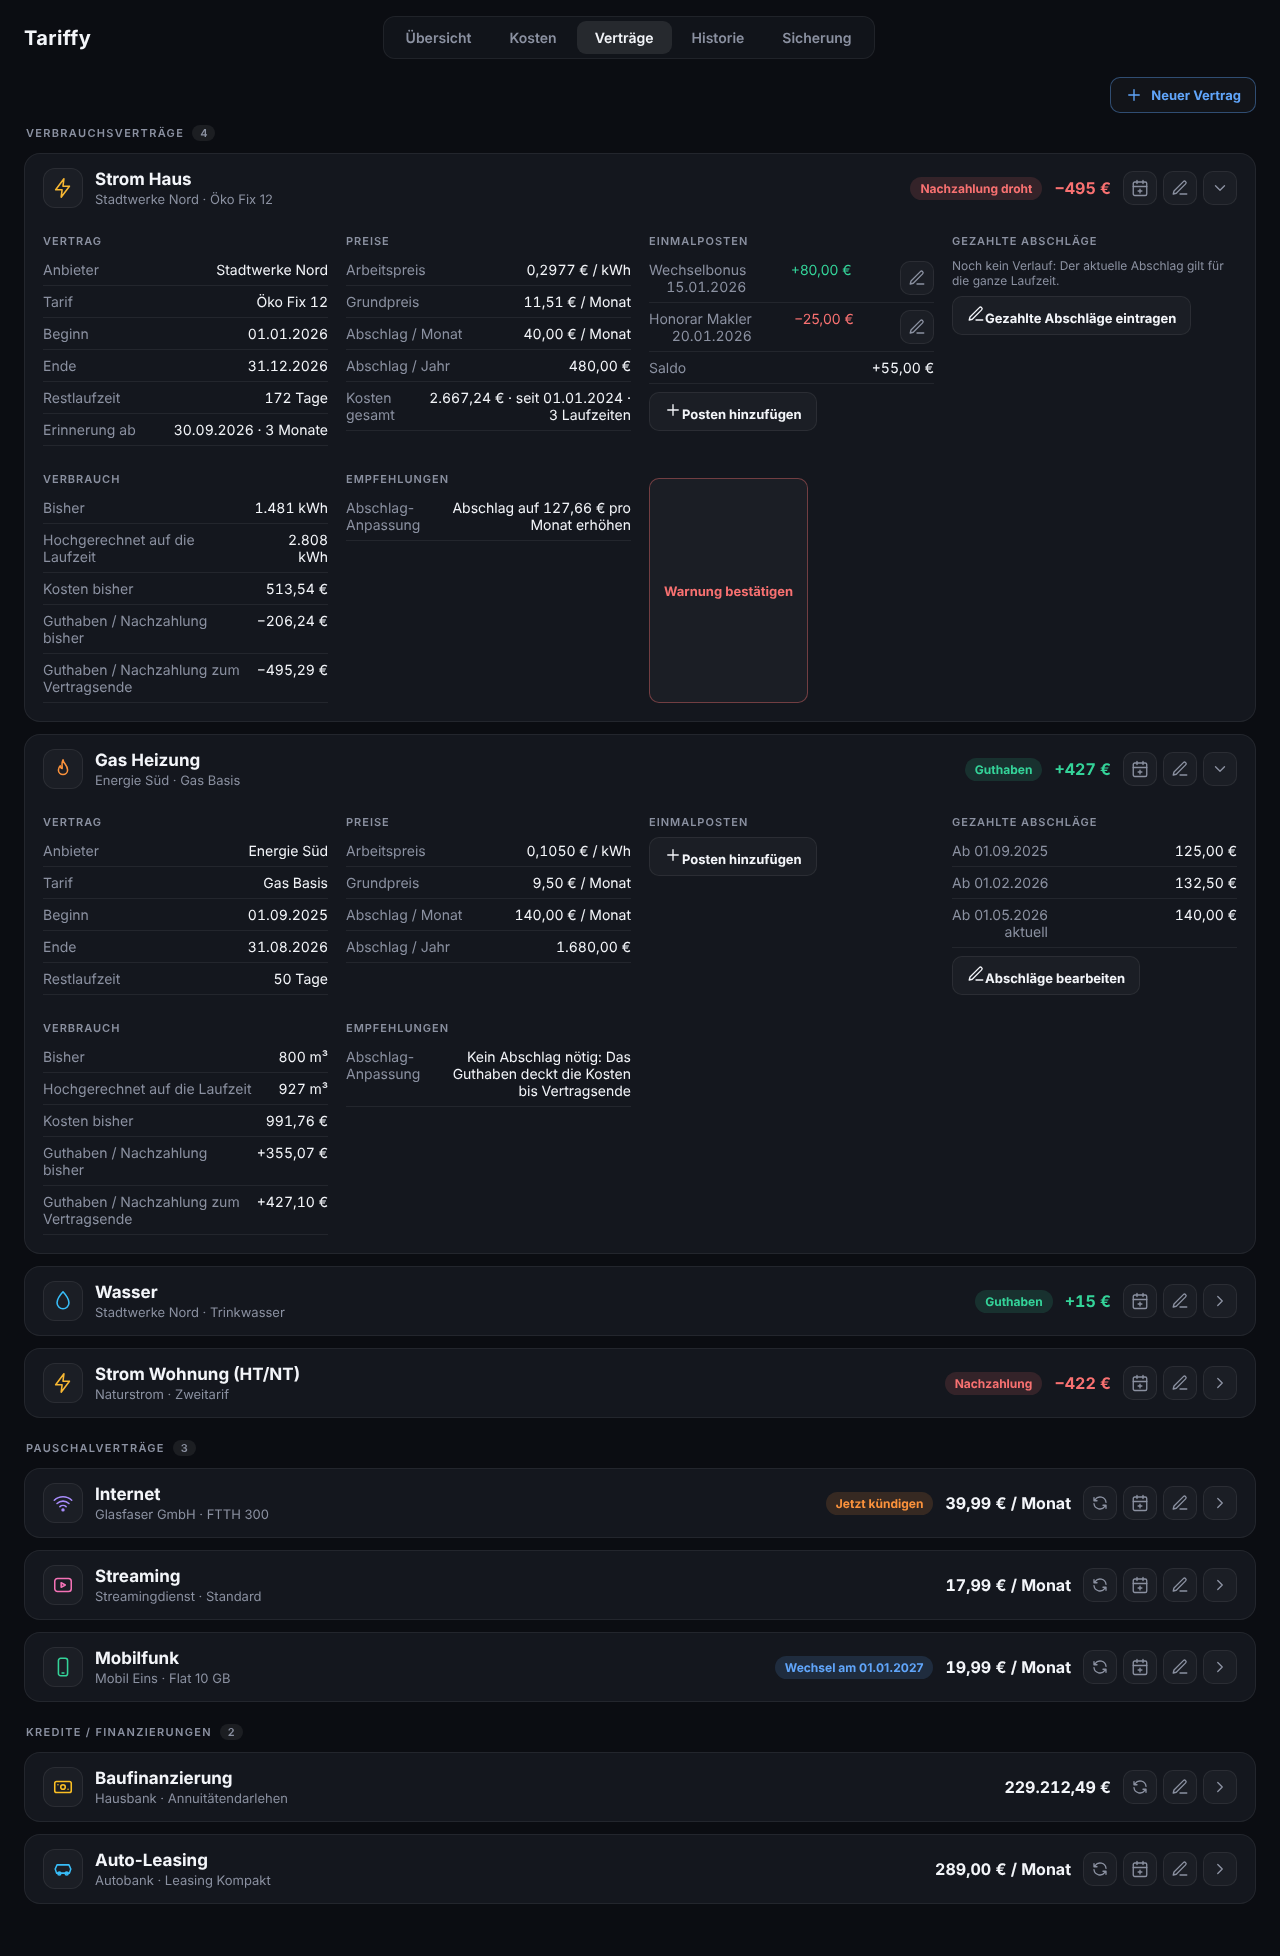 Tariffy
Übersicht
Kosten
Verträge
Historie
Sicherung
Neuer Vertrag
VERBRAUCHSVERTRÄGE 4
Strom Haus
Stadtwerke Nord · Öko Fix 12
Nachzahlung droht −495 €
VERTRAG
Anbieter Stadtwerke Nord
Tarif Öko Fix 12
Beginn 01.01.2026
Ende 31.12.2026
Restlaufzeit 172 Tage
Erinnerung ab 30.09.2026 · 3 Monate
PREISE
Arbeitspreis 0,2977 € / kWh
Grundpreis 11,51 € / Monat
Abschlag / Monat 40,00 € / Monat
Abschlag / Jahr 480,00 €
Kosten 2.667,24 € · seit 01.01.2024 ·
gesamt 3 Laufzeiten
EINMALPOSTEN
Wechselbonus +80,00 €
15.01.2026
Honorar Makler −25,00 €
20.01.2026
Saldo +55,00 €
Posten hinzufügen
GEZAHLTE ABSCHLÄGE
Noch kein Verlauf: Der aktuelle Abschlag gilt für
die ganze Laufzeit.
Gezahlte Abschläge eintragen
VERBRAUCH
Bisher 1.481 kWh
Hochgerechnet auf die 2.808
Laufzeit kWh
Kosten bisher 513,54 €
Guthaben / Nachzahlung −206,24 €
bisher
Guthaben / Nachzahlung zum −495,29 €
Vertragsende
EMPFEHLUNGEN
Abschlag- Abschlag auf 127,66 € pro
Anpassung Monat erhöhen
Warnung bestätigen
Gas Heizung
Energie Süd · Gas Basis
Guthaben +427 €
VERTRAG
Anbieter Energie Süd
Tarif Gas Basis
Beginn 01.09.2025
Ende 31.08.2026
Restlaufzeit 50 Tage
PREISE
Arbeitspreis 0,1050 € / kWh
Grundpreis 9,50 € / Monat
Abschlag / Monat 140,00 € / Monat
Abschlag / Jahr 1.680,00 €
EINMALPOSTEN
Posten hinzufügen
GEZAHLTE ABSCHLÄGE
Ab 01.09.2025 125,00 €
Ab 01.02.2026 132,50 €
Ab 01.05.2026 140,00 €
aktuell
Abschläge bearbeiten
VERBRAUCH
Bisher 800 m³
Hochgerechnet auf die Laufzeit 927 m³
Kosten bisher 991,76 €
Guthaben / Nachzahlung +355,07 €
bisher
Guthaben / Nachzahlung zum +427,10 €
Vertragsende
EMPFEHLUNGEN
Abschlag- Kein Abschlag nötig: Das
Anpassung Guthaben deckt die Kosten
bis Vertragsende
Wasser
Stadtwerke Nord · Trinkwasser
Guthaben +15 €
Strom Wohnung (HT/NT)
Naturstrom · Zweitarif
Nachzahlung −422 €
PAUSCHALVERTRÄGE 3
Internet
Glasfaser GmbH · FTTH 300
Jetzt kündigen 39,99 € / Monat
Streaming
Streamingdienst · Standard
17,99 € / Monat
Mobilfunk
Mobil Eins · Flat 10 GB
Wechsel am 01.01.2027 19,99 € / Monat
KREDITE / FINANZIERUNGEN 2
Baufinanzierung
Hausbank · Annuitätendarlehen
229.212,49 €
Auto-Leasing
Autobank · Leasing Kompakt
289,00 € / Monat